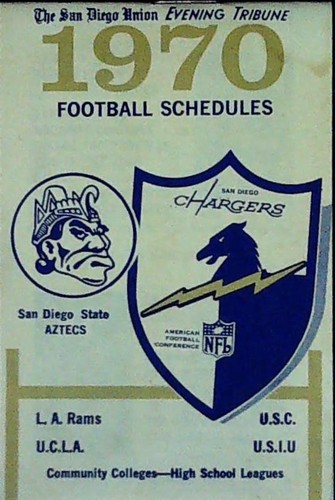 The San Diego Union EVENING TRIBUNE
1970
FOOTBALL SCHEDULES
SAN DIEGO
CHARGERS
San Diego State
AZTECS
AMERICAN
FOOTBALL
CONFERENCE
NFL
L. A. Rams U.S.C.
U.C.L.A. U.S.I.U
Community Colleges—High School Leagues